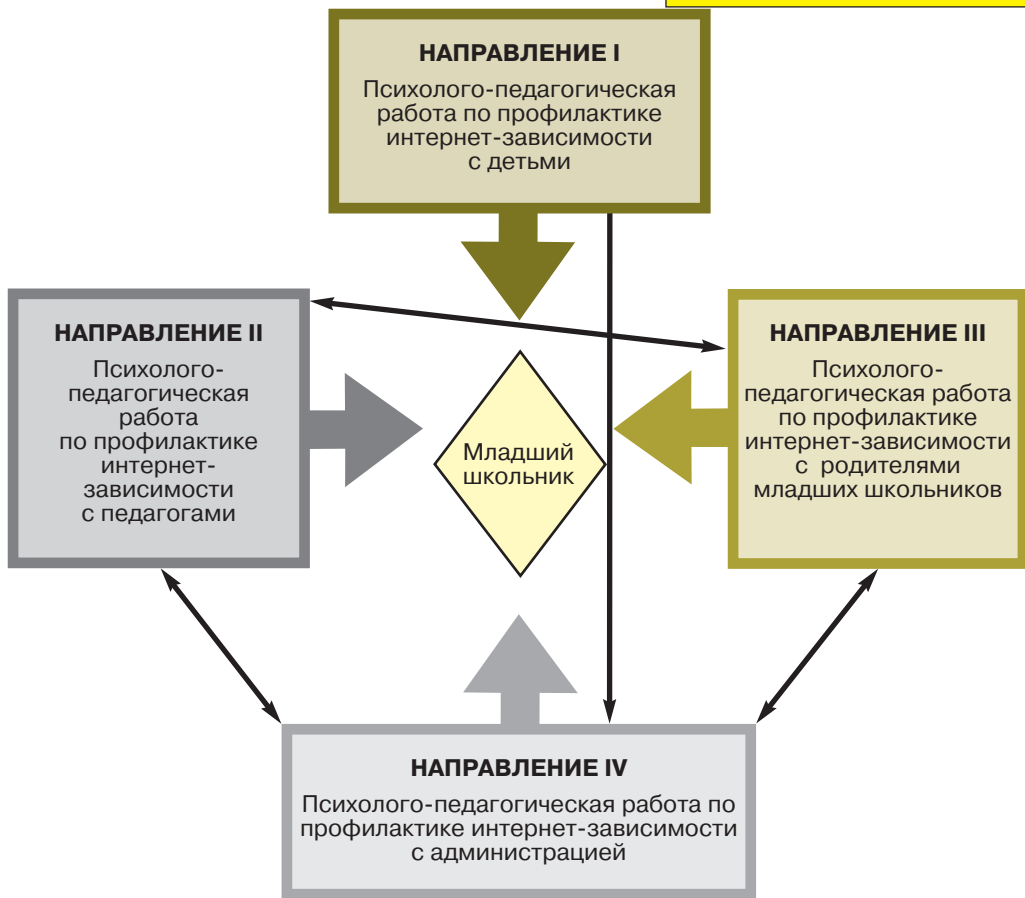 НАПРАВЛЕНИЕ I
Психолого-педагогическая
работа по профилактике
интернет-зависимости
с детьми
НАПРАВЛЕНИЕ II
Психолого-
педагогическая
работа
по профилактике
интернет-
зависимости
с педагогами
Младший
школьник
НАПРАВЛЕНИЕ III
Психолого-
педагогическая работа
по профилактике
интернет-зависимости
с родителями
младших школьников
НАПРАВЛЕНИЕ IV
Психолого-педагогическая работа по
профилактике интернет-зависимости
с администрацией